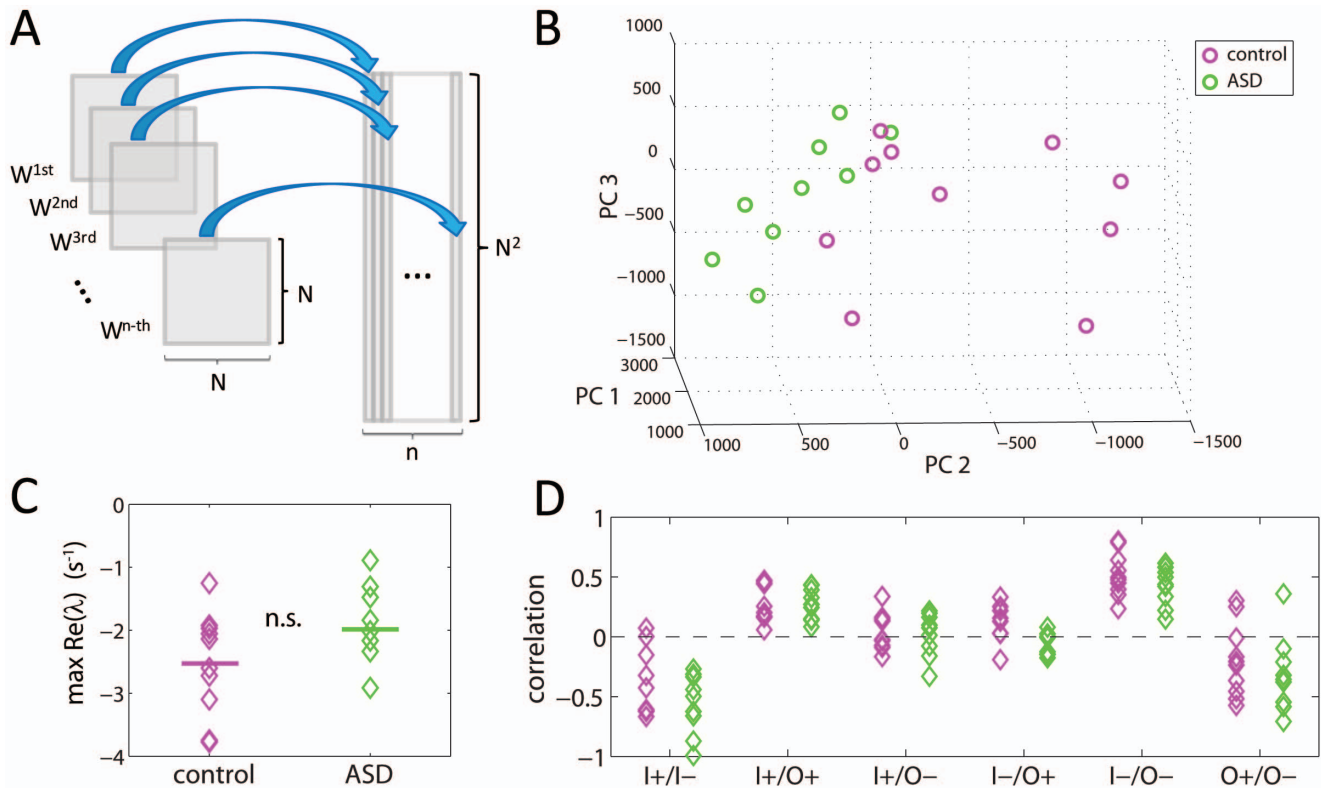 A
W1st
W2nd
W3rd
...
Wn-th
N
N
...
N2
n
B
1000
500
0
−500
−1000
−1500
PC 3
3000
2000
1000
PC 1
1000
500
0
−500
−1000
−1500
PC 2
control
ASD
C
0
−1
−2
−3
−4
max Re(λ) (s-1)
n.s.
control
ASD
D
1
0.5
0
−0.5
−1
correlation
I+/I−
I+/O+
I+/O−
I−/O+
I−/O−
O+/O−